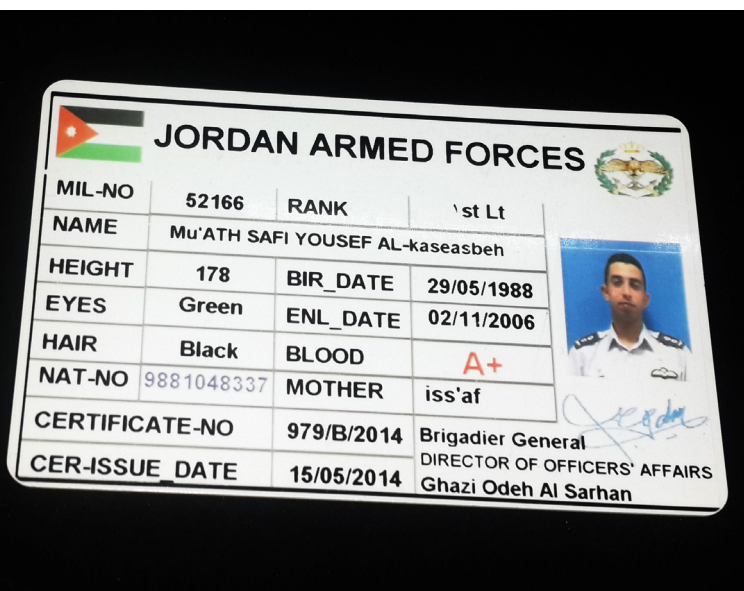 JORDAN ARMED FORCES
MIL-NO 52166 RANK 1st Lt
NAME Mu'ATH SAFI YOUSEF AL-kaseasbeh
HEIGHT 178 BIR_DATE 29/05/1988
EYES Green ENL_DATE 02/11/2006
HAIR Black BLOOD A+
NAT-NO 9881048337 MOTHER iss'af
CERTIFICATE-NO 979/B/2014 Brigadier General
DIRECTOR OF OFFICERS' AFFAIRS
CER-ISSUE_DATE 15/05/2014 Ghazi Odeh Al Sarhan